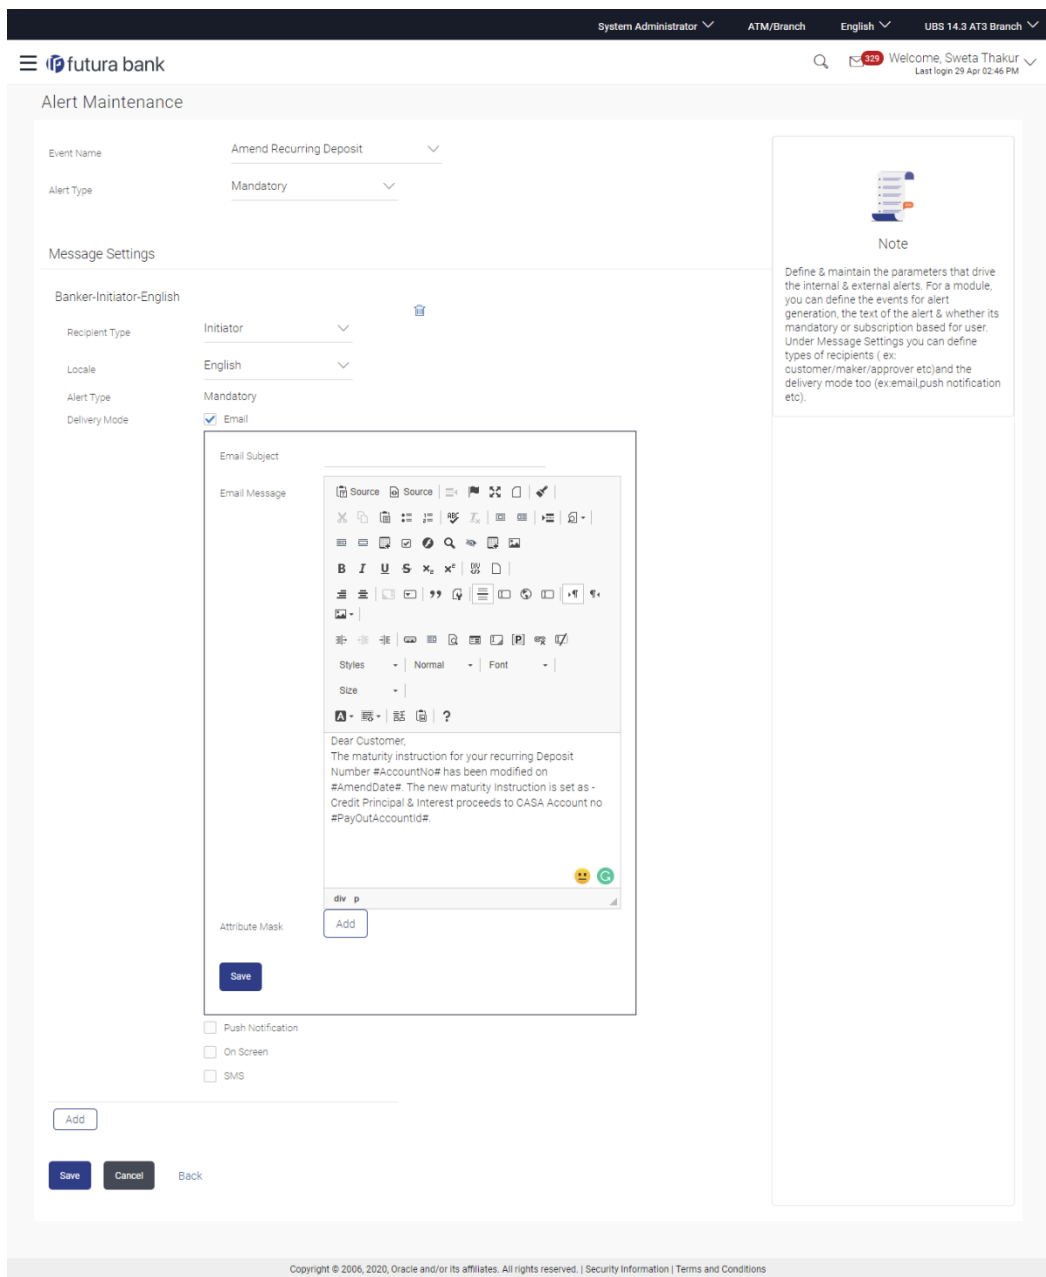 System Administrator ATM/Branch English UBS 14.3 AT3 Branch
futura bank
329 Welcome, Sweta Thakur
Last login 29 Apr 02:46 PM
Alert Maintenance
Event Name Amend Recurring Deposit
Alert Type Mandatory
Message Settings
Banker-Initiator-English
Recipient Type Initiator
Locale English
Alert Type Mandatory
Delivery Mode Email
Email Subject
Email Message
Source Source
ABC
B I U S x₂ x²
[P]
Styles Normal Font
Size
A ?
Dear Customer,
The maturity instruction for your recurring Deposit
Number #AccountNo# has been modified on
#AmendDate#. The new maturity Instruction is set as -
Credit Principal & Interest proceeds to CASA Account no
#PayOutAccountId#.
div p
Attribute Mask Add
Save
Push Notification
On Screen
SMS
Add
Save Cancel Back
Note
Define & maintain the parameters that drive
the internal & external alerts. For a module,
you can define the events for alert
generation, the text of the alert & whether its
mandatory or subscription based for user.
Under Message Settings you can define
types of recipients ( ex:
customer/maker/approver etc)and the
delivery mode too (ex:email,push notification
etc).
Copyright © 2006, 2020, Oracle and/or its affiliates. All rights reserved. | Security Information | Terms and Conditions